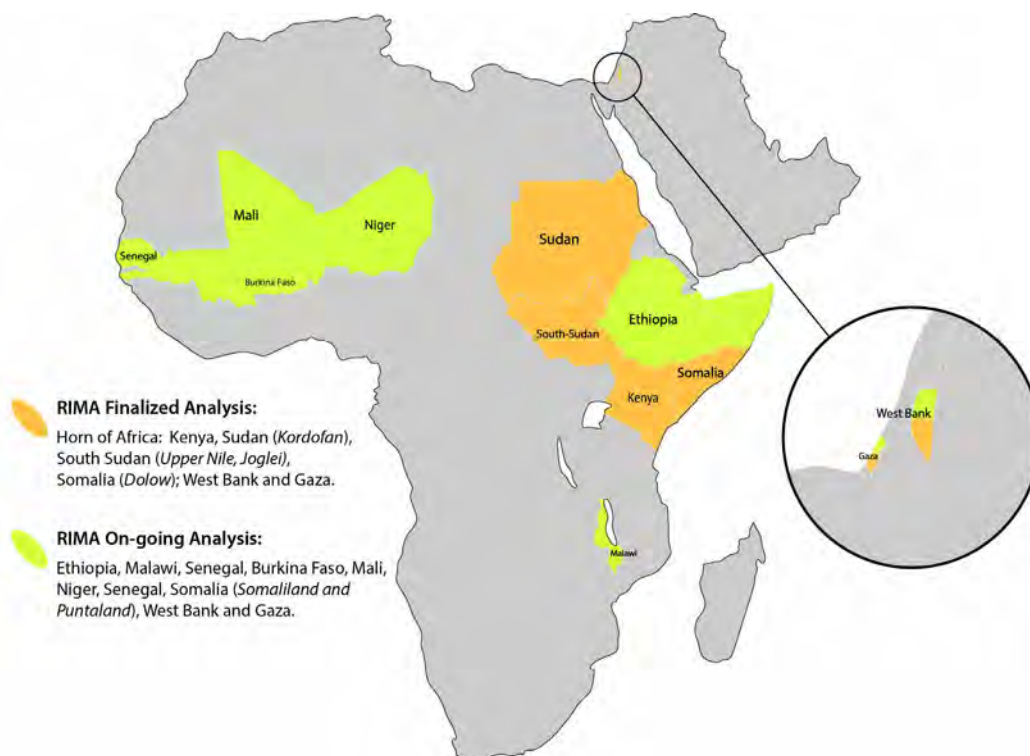 Mali
Niger
Senegal
Burkina Faso
Sudan
South-Sudan
Ethiopia
Somalia
Kenya
Malawi
West Bank
Gaza
RIMA Finalized Analysis:
Horn of Africa: Kenya, Sudan (Kordofan),
South Sudan (Upper Nile, Joglei),
Somalia (Dolow); West Bank and Gaza.
RIMA On-going Analysis:
Ethiopia, Malawi, Senegal, Burkina Faso, Mali,
Niger, Senegal, Somalia (Somaliland and
Puntaland), West Bank and Gaza.